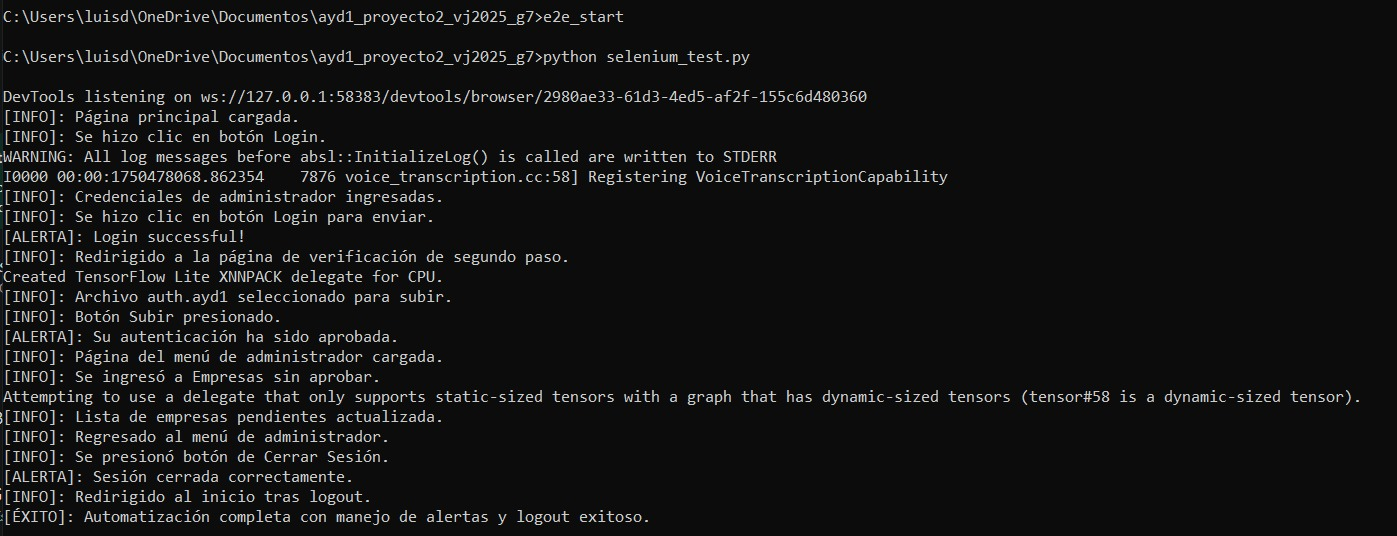 C:\Users\luisd\OneDrive\Documentos\ayd1_proyecto2_vj2025_g7>e2e_start
C:\Users\luisd\OneDrive\Documentos\ayd1_proyecto2_vj2025_g7>python selenium_test.py
DevTools listening on ws://127.0.0.1:58383/devtools/browser/2980ae33-61d3-4ed5-af2f-155c6d480360
[INFO]: Página principal cargada.
[INFO]: Se hizo clic en botón Login.
WARNING: All log messages before absl::InitializeLog() is called are written to STDERR
I0000 00:00:1750478068.862354    7876 voice_transcription.cc:58] Registering VoiceTranscriptionCapability
[INFO]: Credenciales de administrador ingresadas.
[INFO]: Se hizo clic en botón Login para enviar.
[ALERTA]: Login successful!
[INFO]: Redirigido a la página de verificación de segundo paso.
Created TensorFlow Lite XNNPACK delegate for CPU.
[INFO]: Archivo auth.ayd1 seleccionado para subir.
[INFO]: Botón Subir presionado.
[ALERTA]: Su autenticación ha sido aprobada.
[INFO]: Página del menú de administrador cargada.
[INFO]: Se ingresó a Empresas sin aprobar.
Attempting to use a delegate that only supports static-sized tensors with a graph that has dynamic-sized tensors (tensor#58 is a dynamic-sized tensor).
[INFO]: Lista de empresas pendientes actualizada.
[INFO]: Regresado al menú de administrador.
[INFO]: Se presionó botón de Cerrar Sesión.
[ALERTA]: Sesión cerrada correctamente.
[INFO]: Redirigido al inicio tras logout.
[ÉXITO]: Automatización completa con manejo de alertas y logout exitoso.